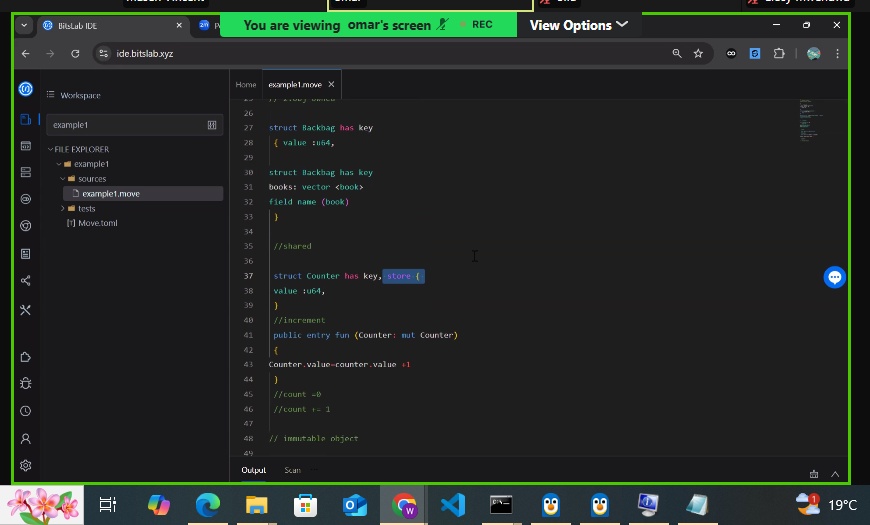 You are viewing omar's screen
REC
View Options
BitsLab IDE
ide.bitslab.xyz
Workspace
example1
FILE EXPLORER
example1
sources
example1.move
tests
Move.toml
Home
example1.move
26
27 struct Backbag has key
28 { value :u64,
29
30 struct Backbag has key
31 books: vector <book>
32 field name (book)
33 }
34
35 //shared
36
37 struct Counter has key, store {
38 value :u64,
39 }
40 //increment
41 public entry fun (Counter: mut Counter)
42 {
43 Counter.value=counter.value +1
44 }
45 //count =0
46 //count += 1
47
48 // immutable object
49
Output
Scan
1
19°C